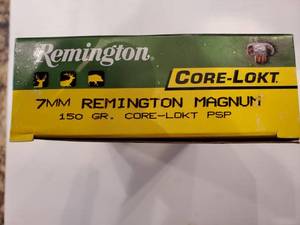 Remington
CORE-LOKT
7MM REMINGTON MAGNUM
150 GR. CORE-LOKT PSP